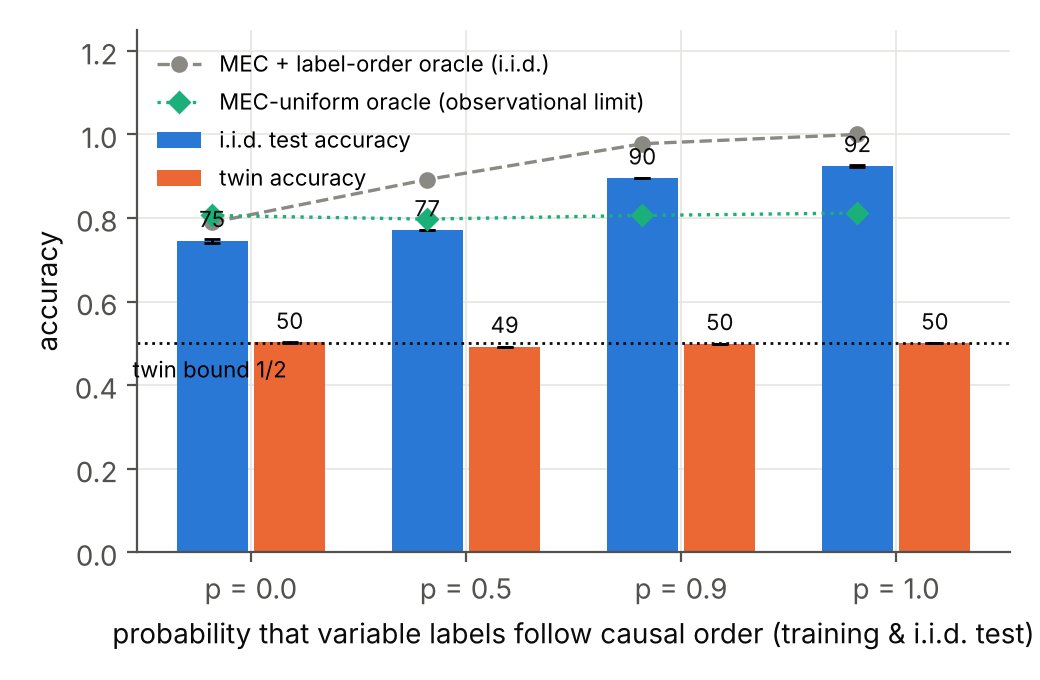 1.2
1.0
0.8
0.6
0.4
0.2
0.0
accuracy
MEC + label-order oracle (i.i.d.)
MEC-uniform oracle (observational limit)
i.i.d. test accuracy
twin accuracy
75
50
77
49
90
50
92
50
twin bound 1/2
p = 0.0
p = 0.5
p = 0.9
p = 1.0
probability that variable labels follow causal order (training & i.i.d. test)